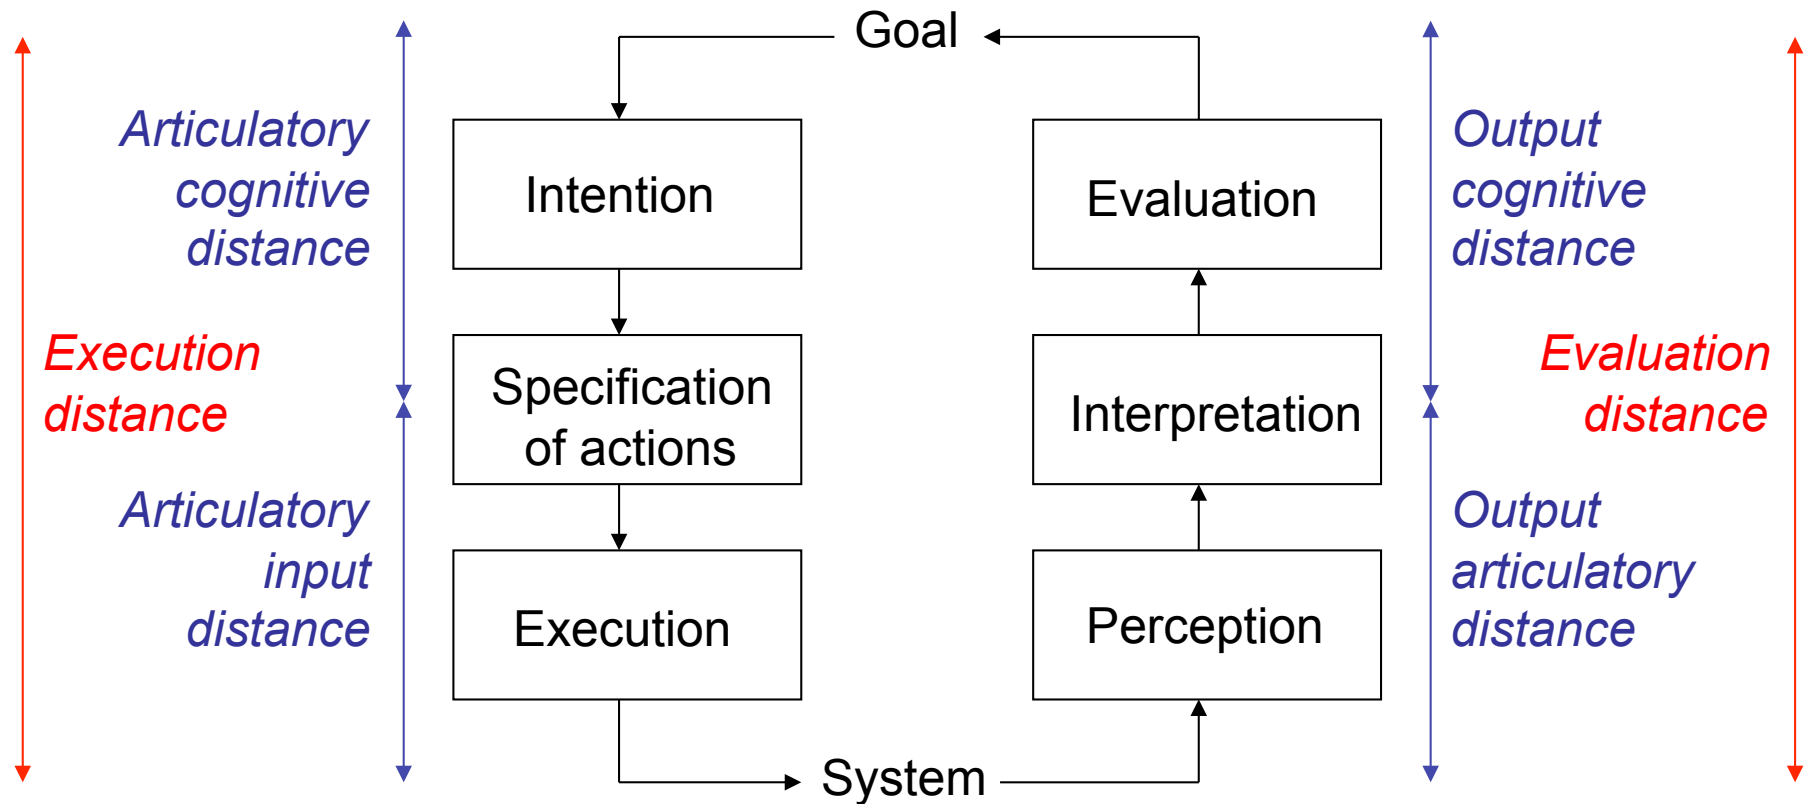 Goal
Articulatory
cognitive
distance
Intention
Evaluation
Output
cognitive
distance
Execution
distance
Specification
of actions
Interpretation
Evaluation
distance
Articulatory
input
distance
Execution
Perception
Output
articulatory
distance
System